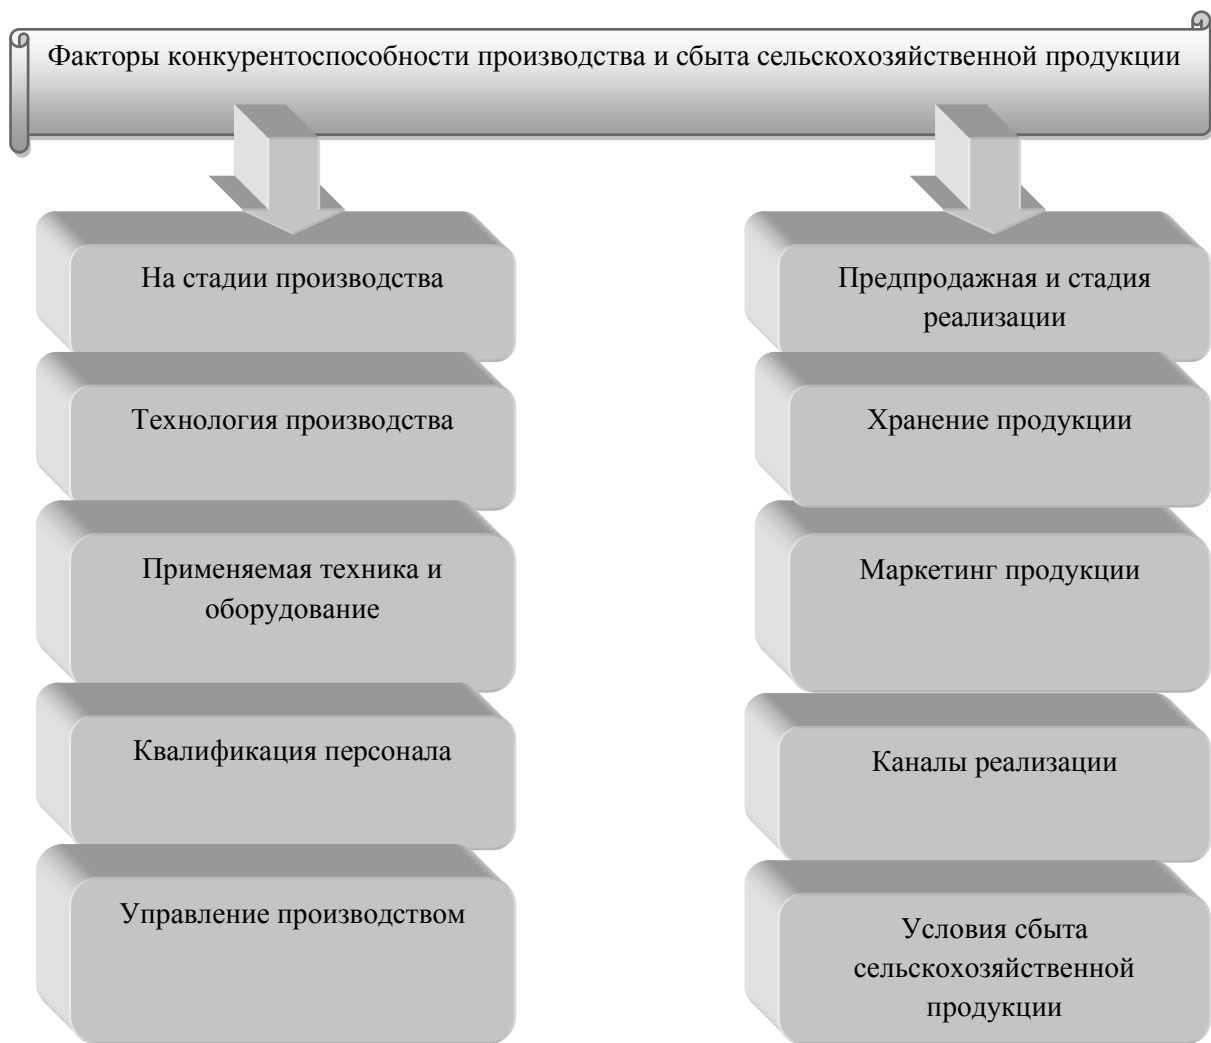 Факторы конкурентоспособности производства и сбыта сельскохозяйственной продукции
На стадии производства
Технология производства
Применяемая техника и
оборудование
Квалификация персонала
Управление производством
Предпродажная и стадия
реализации
Хранение продукции
Маркетинг продукции
Каналы реализации
Условия сбыта
сельскохозяйственной
продукции